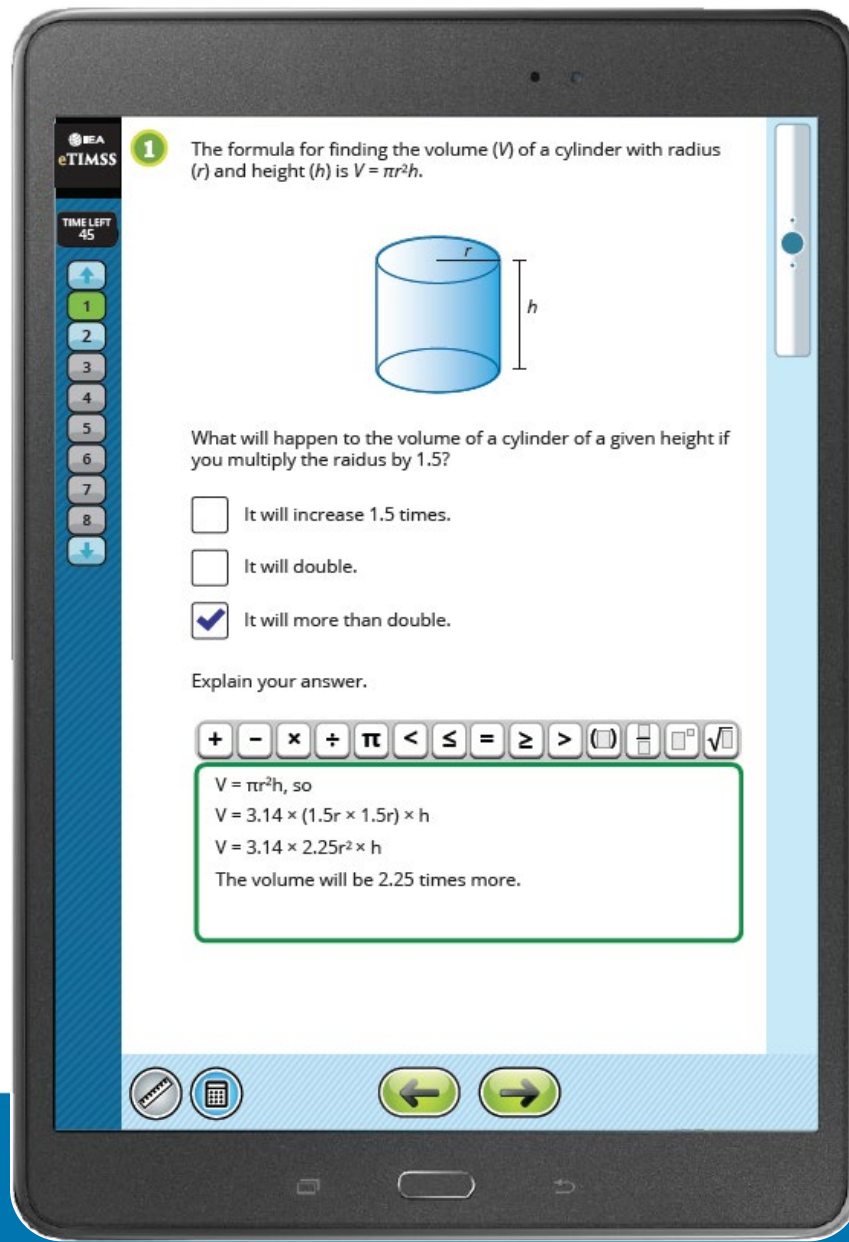 IEA
eTIMSS
TIME LEFT
45
1
2
3
4
5
6
7
8
1
The formula for finding the volume (V) of a cylinder with radius
(r) and height (h) is V = πr²h.
r
h
What will happen to the volume of a cylinder of a given height if
you multiply the raidus by 1.5?
It will increase 1.5 times.
It will double.
It will more than double.
Explain your answer.
+ − × ÷ π < ≤ = ≥ > (□) □/□ □□ √□
V = πr²h, so
V = 3.14 × (1.5r × 1.5r) × h
V = 3.14 × 2.25r² × h
The volume will be 2.25 times more.